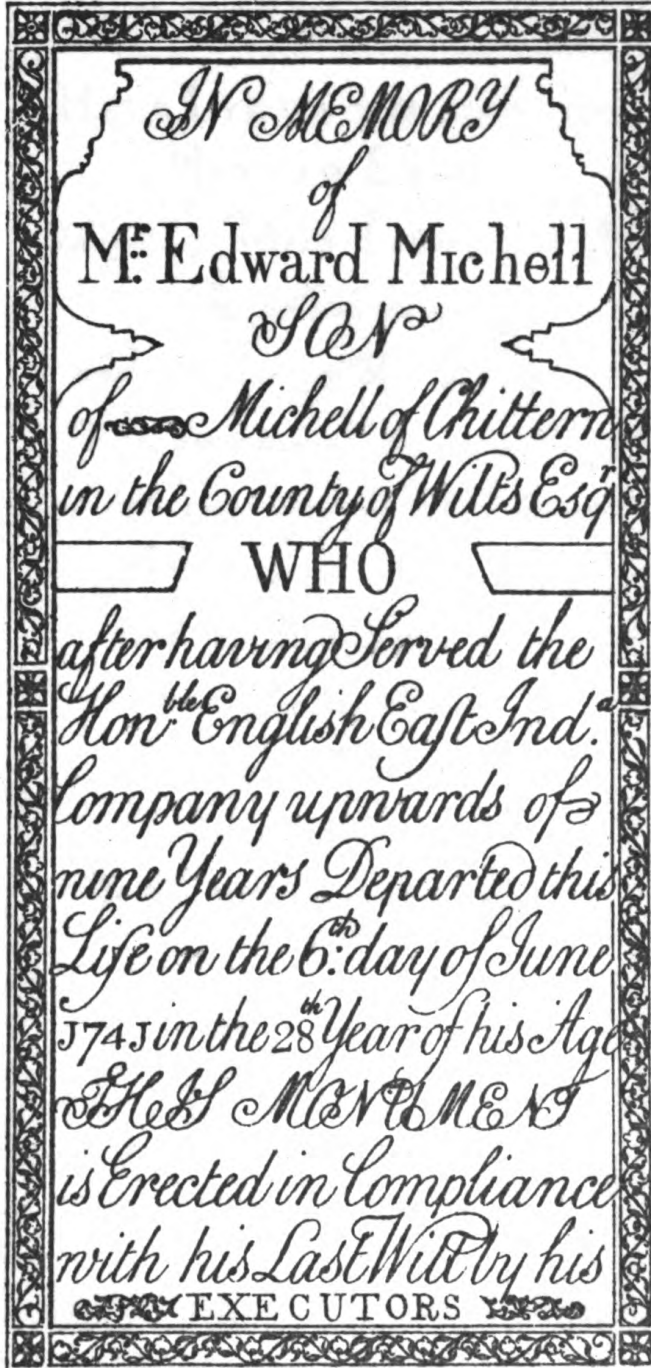 IN MEMORY
of
Mr. Edward Michell
SON
of Michell of Chittern
in the County of Wilts Esqr
WHO
after having Served the
Honble. English East Inda.
Company upwards of
nine Years Departed this
Life on the 6th. day of June
J74J in the 28th Year of his Age
THIS MONUMENT
is Erected in Compliance
with his Last Will by his
EXECUTORS